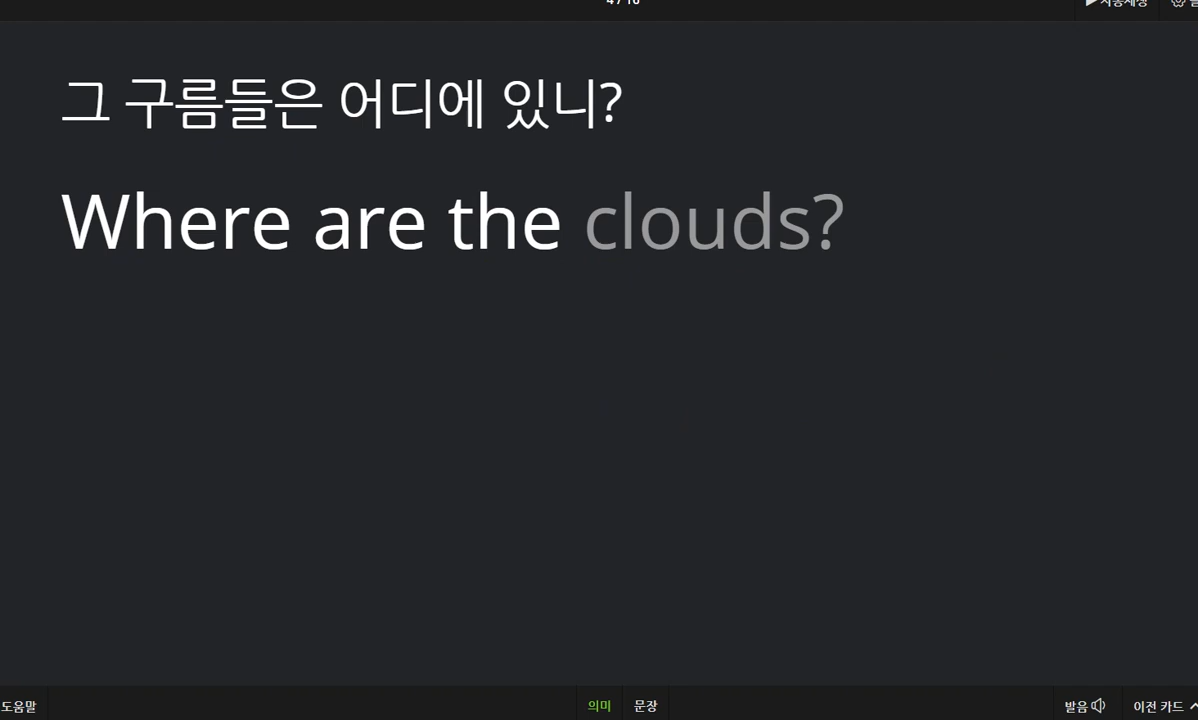 그 구름들은 어디에 있니?
Where are the clouds?
도움말
의미
문장
발음
이전 카드